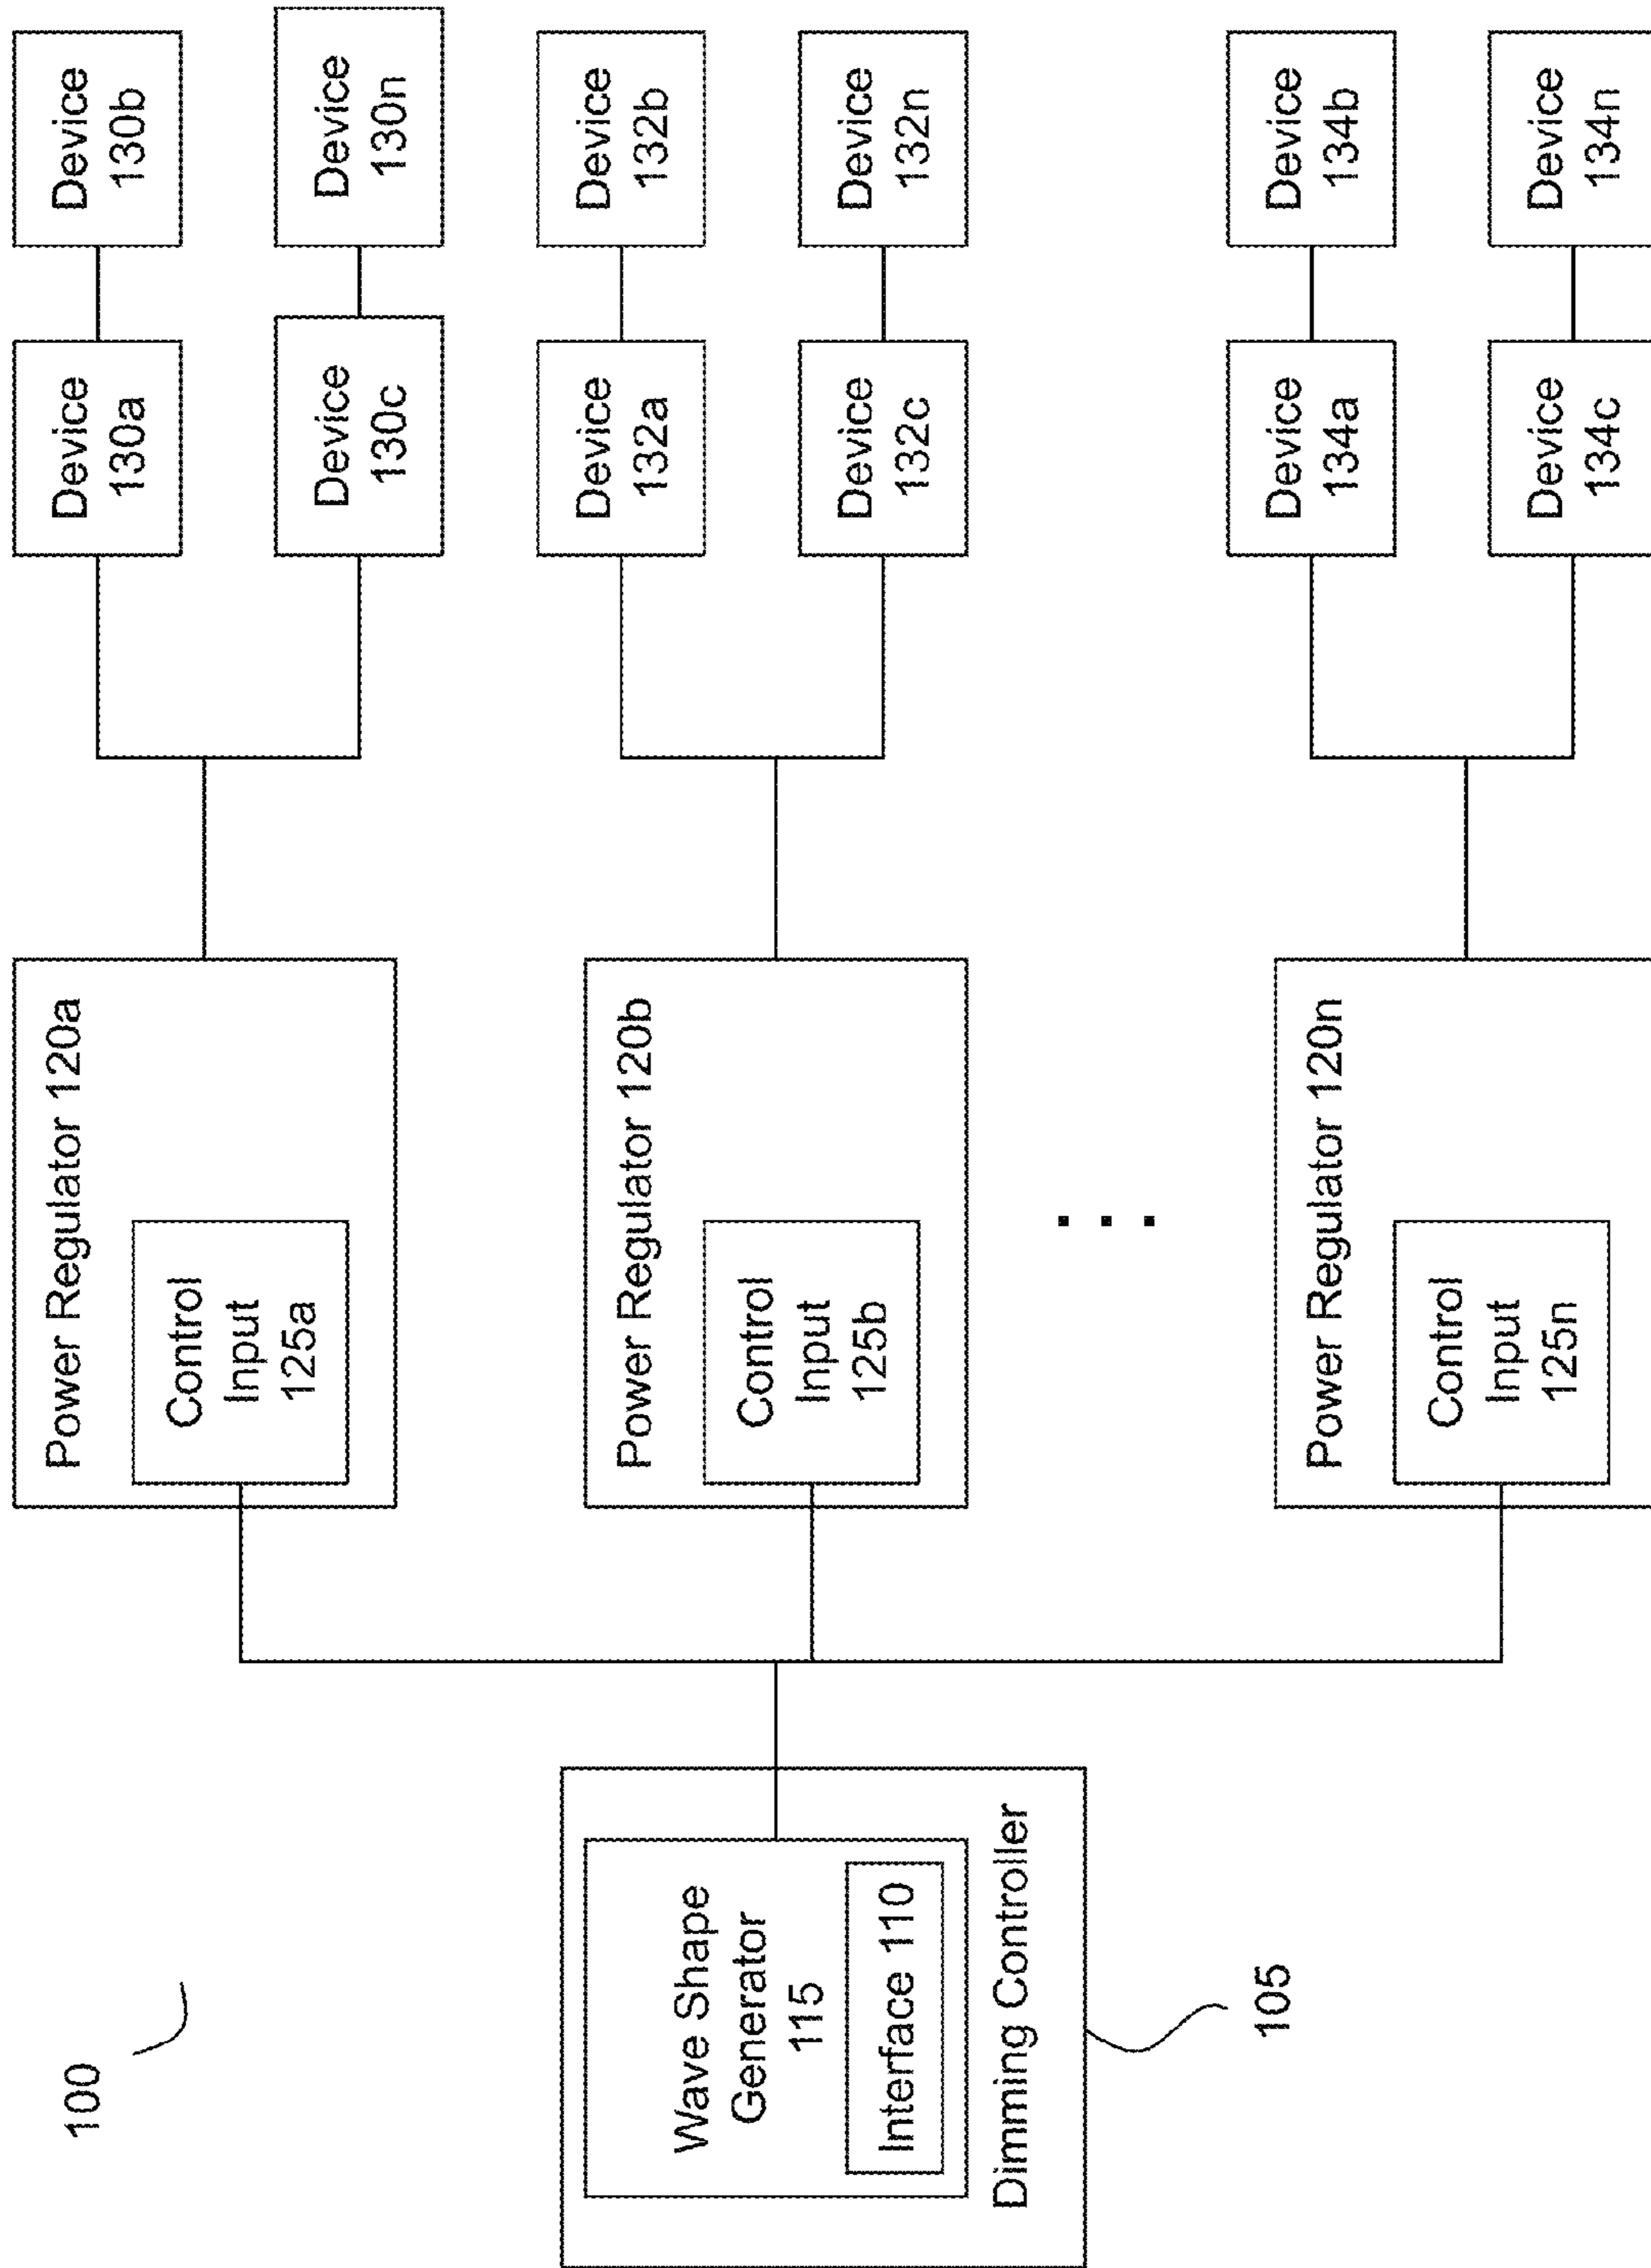 100
Wave Shape
Generator
115
Interface 110
Dimming Controller
105
Power Regulator 120a
Control
Input
125a
Power Regulator 120b
Control
Input
125b
. . .
Power Regulator 120n
Control
Input
125n
Device
130a
Device
130b
Device
130c
Device
130n
Device
132a
Device
132b
Device
132c
Device
132n
Device
134a
Device
134b
Device
134c
Device
134n